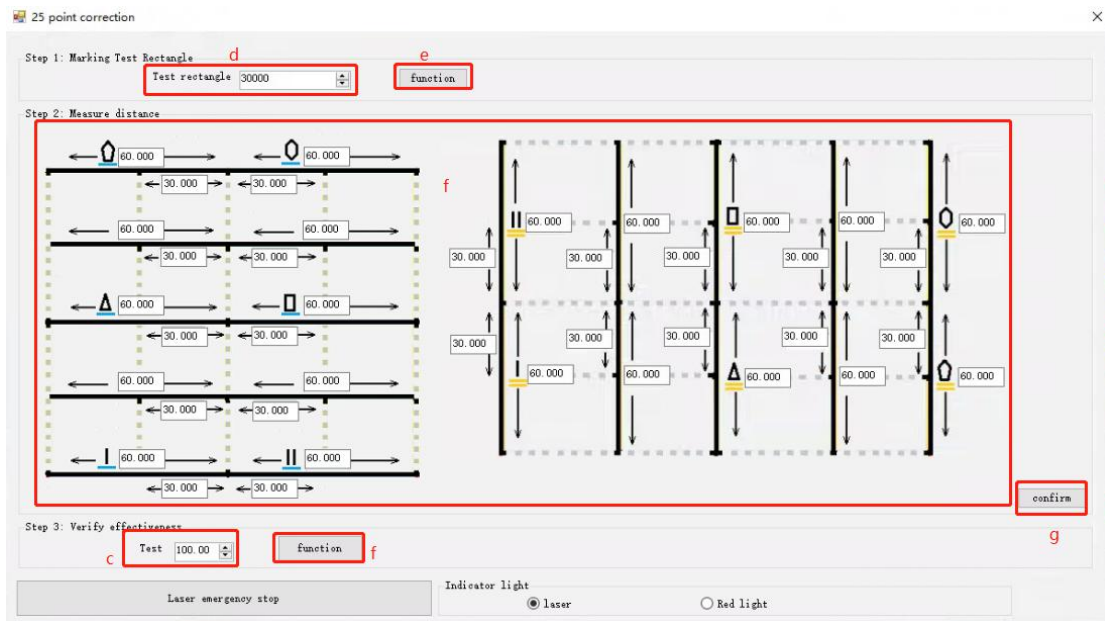 25 point correction
Step 1: Marking Test Rectangle
d
e
Test rectangle 30000
function
Step 2: Measure distance
60.000 60.000
30.000 30.000
f
60.000 60.000
30.000 30.000
60.000 60.000
30.000 30.000
60.000 60.000
30.000 30.000
I 60.000 II 60.000
30.000 30.000
II 60.000 60.000 60.000 60.000 60.000
30.000 30.000 30.000 30.000 30.000
30.000 30.000 30.000 30.000 30.000
I 60.000 60.000 60.000 60.000 60.000
confirm
g
Step 3: Verify effectiveness
Test 100.00
function
c
f
Laser emergency stop
Indicator light
laser Red light